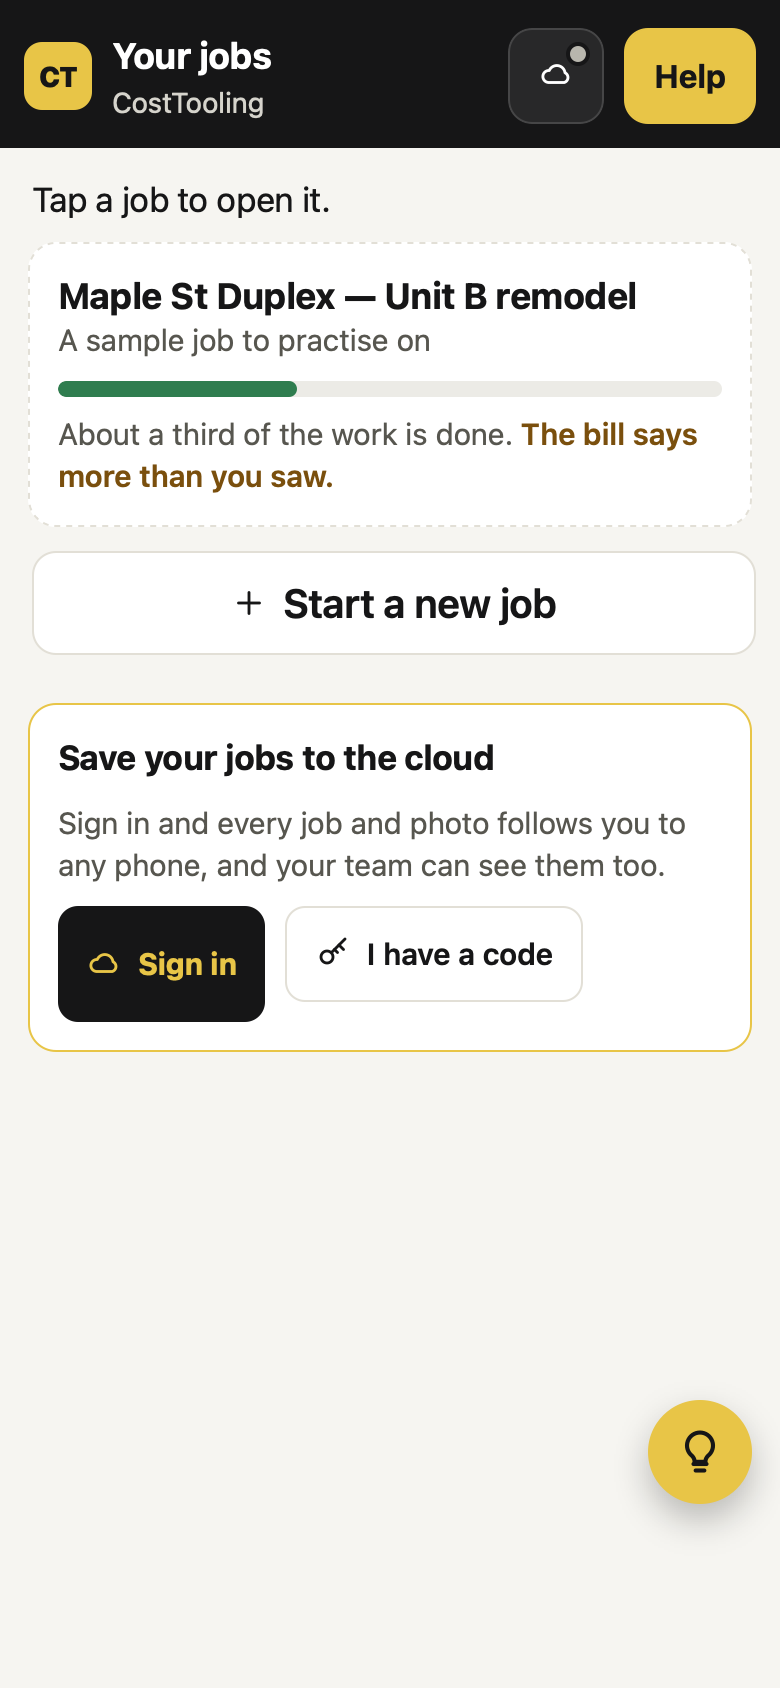 CT
Your jobs
CostTooling
Help
Tap a job to open it.
Maple St Duplex — Unit B remodel
A sample job to practise on
About a third of the work is done. The bill says
more than you saw.
+ Start a new job
Save your jobs to the cloud
Sign in and every job and photo follows you to
any phone, and your team can see them too.
Sign in
I have a code